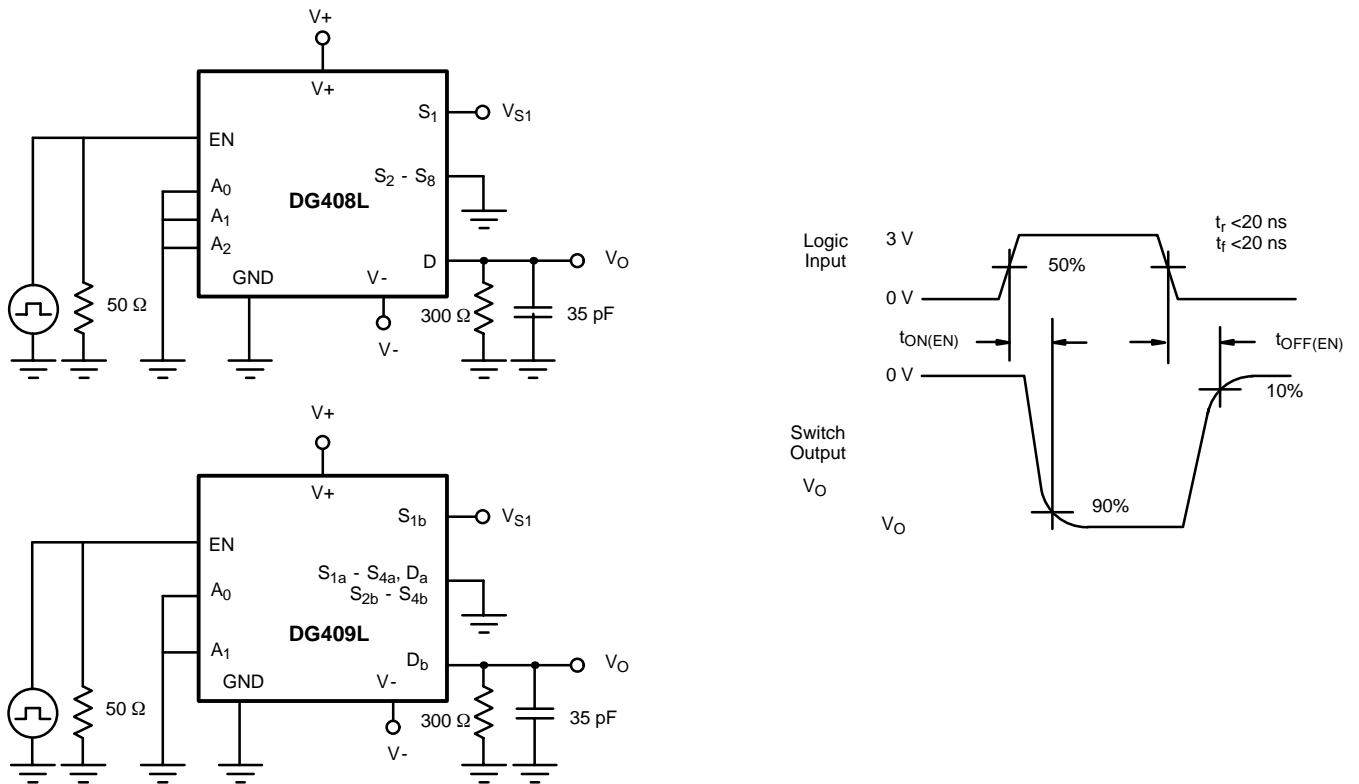 V+
V+
S1 VS1
EN
S2 - S8
A0
DG408L
A1
A2
D VO
GND V-
50 Ω
300 Ω 35 pF
V-
V+
V+
S1b VS1
EN
S1a - S4a, Da
S2b - S4b
A0
DG409L
A1
Db VO
GND V-
50 Ω
300 Ω 35 pF
V-
Logic
Input
3 V
tr <20 ns
tf <20 ns
50%
0 V
tON(EN)
tOFF(EN)
0 V
10%
Switch
Output
VO
90%
VO